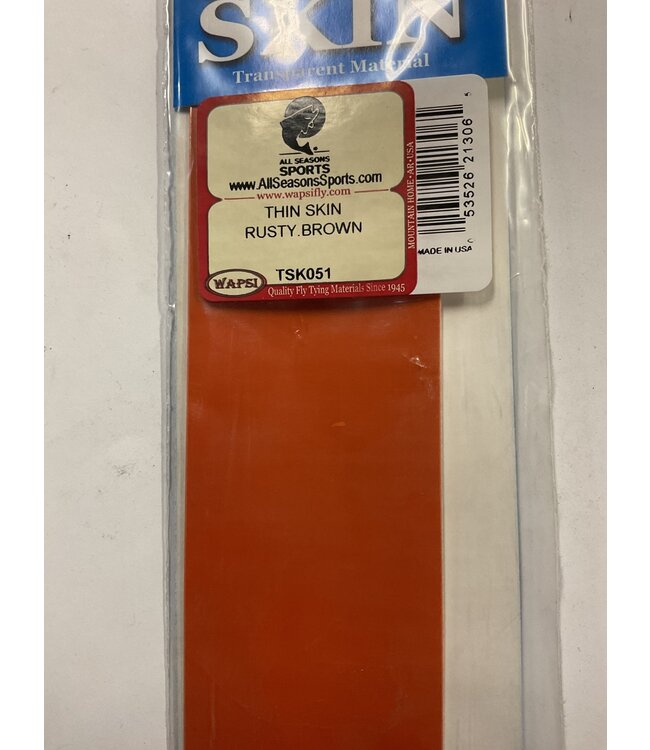 SKIN
Transparent Material
ALL SEASONS
SPORTS
www.AllSeasonsSports.com
www.wapsifly.com
THIN SKIN
RUSTY.BROWN
TSK051
WAPSI
Quality Fly Tying Materials Since 1945
MOUNTAIN HOME • AR • USA
53526 21306
MADE IN USA